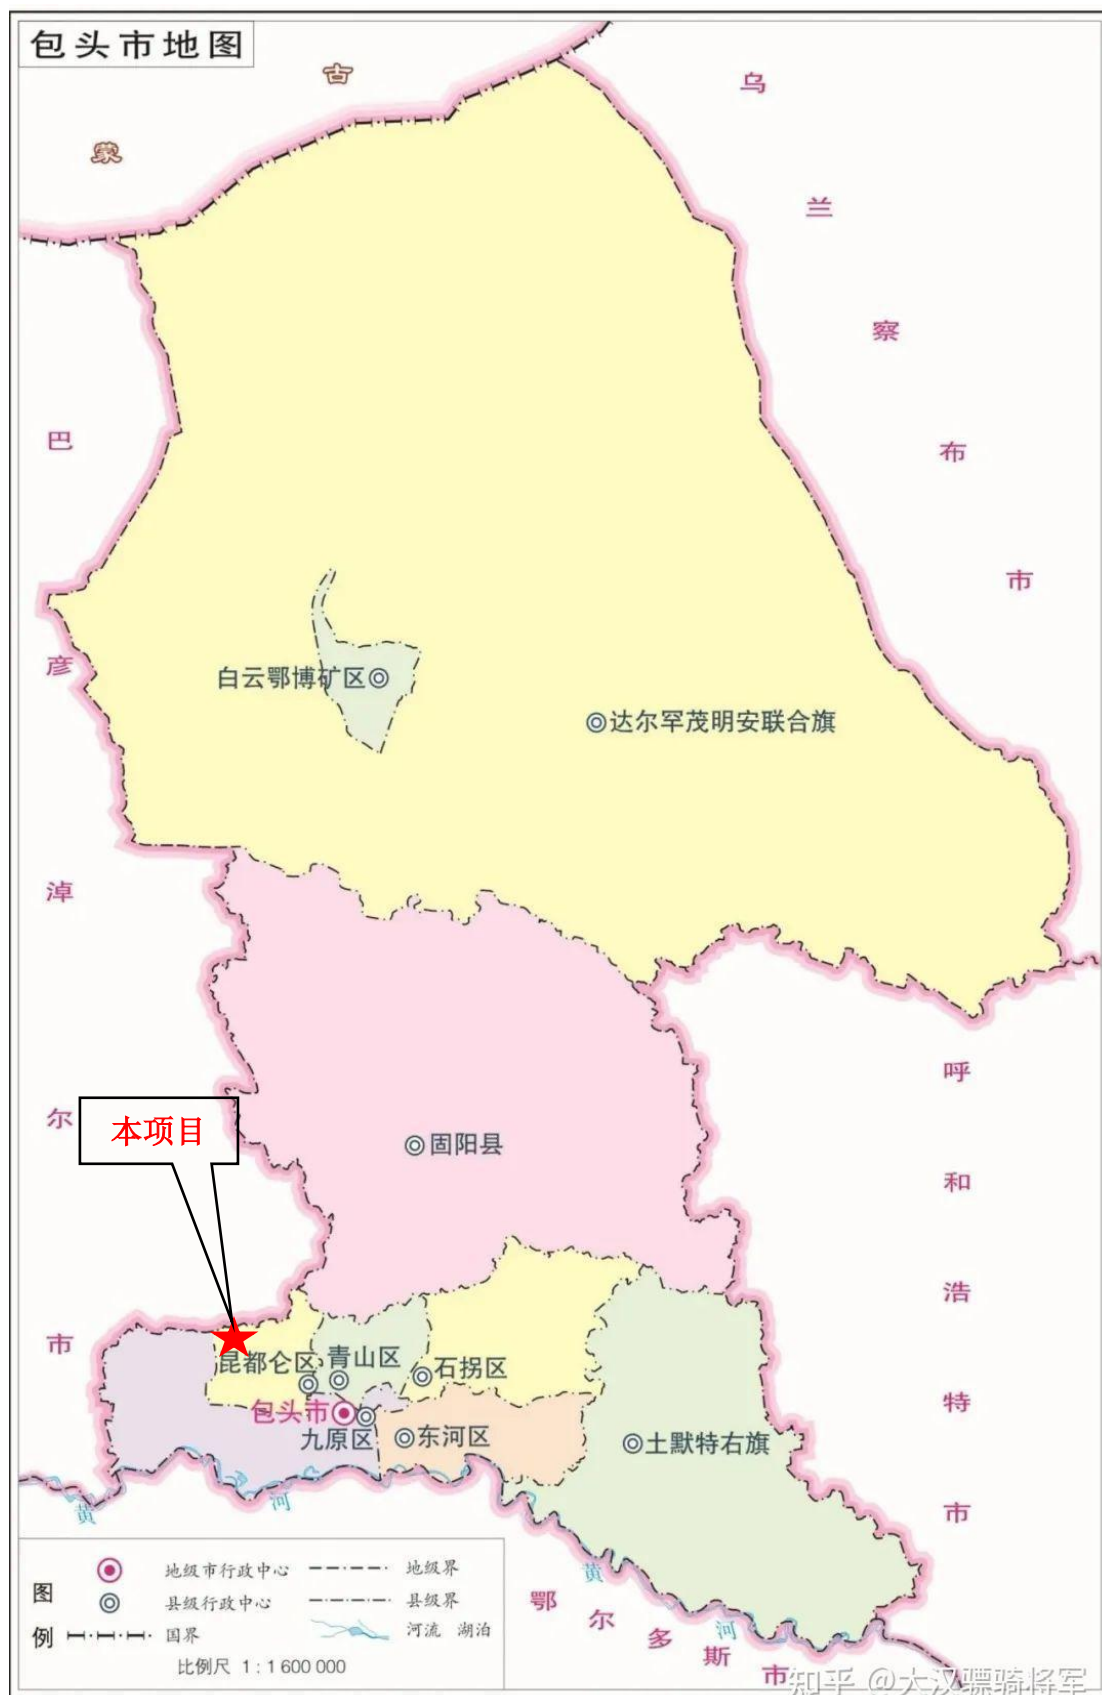 包头市地图
蒙古
乌兰察布市
巴彦淖尔市
白云鄂博矿区
达尔罕茂明安联合旗
呼和浩特市
本项目
固阳县
昆都仑区
青山区
石拐区
包头市
九原区
东河区
土默特右旗
黄河
黄河
鄂尔多斯市
图例
地级市行政中心
地级界
县级行政中心
县级界
国界
河流 湖泊
比例尺 1:1 600 000
知乎 @大汉骠骑将军